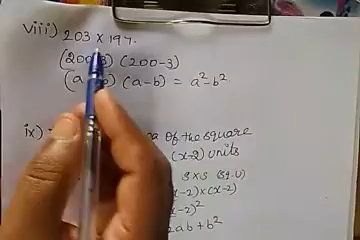 viii) 203 × 197.
(200 3) (200-3)
(a b) (a-b) = a²-b²
ix) a Of the square
(x-2) units
S×S (sq.u)
x-2)×(x-2)
x-2)²
2ab+b²